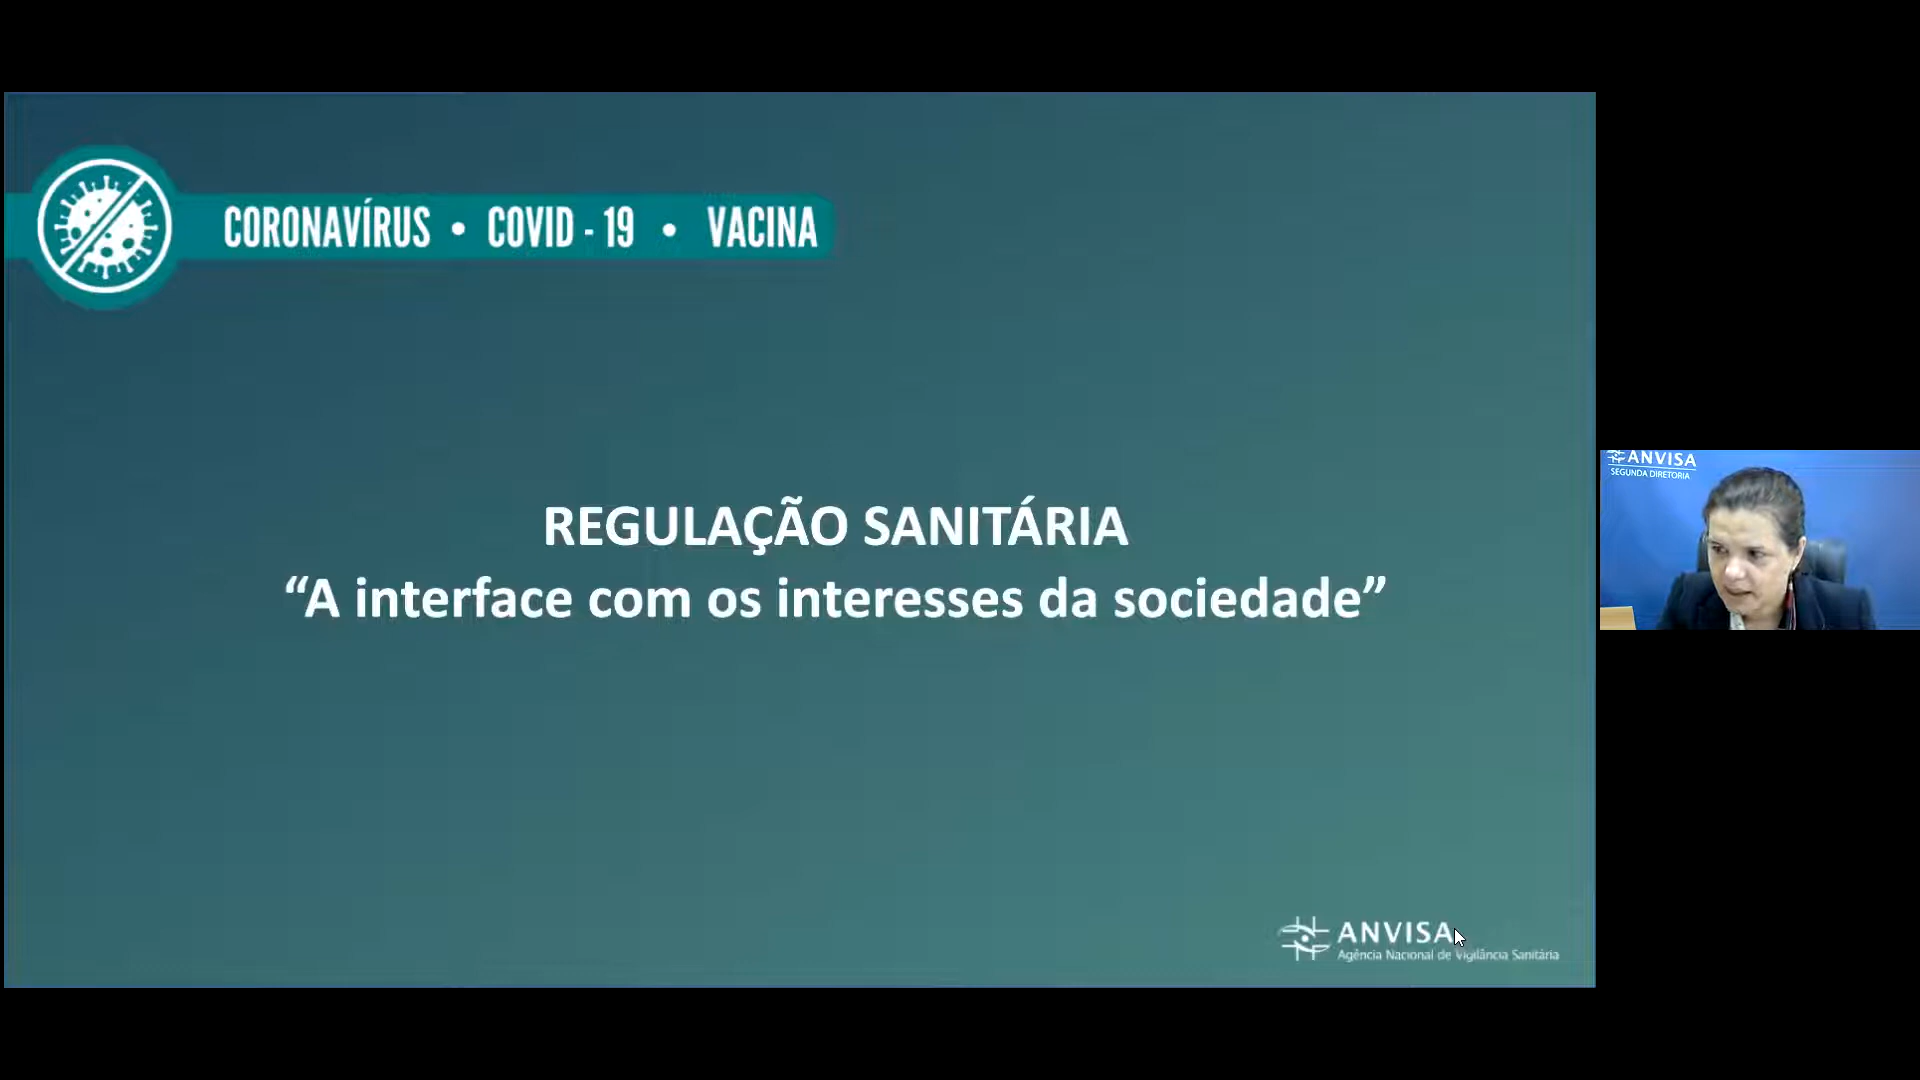 CORONAVÍRUS • COVID - 19 • VACINA
REGULAÇÃO SANITÁRIA
“A interface com os interesses da sociedade”
ANVISA
Agência Nacional de Vigilância Sanitária
ANVISA
SEGUNDA DIRETORIA